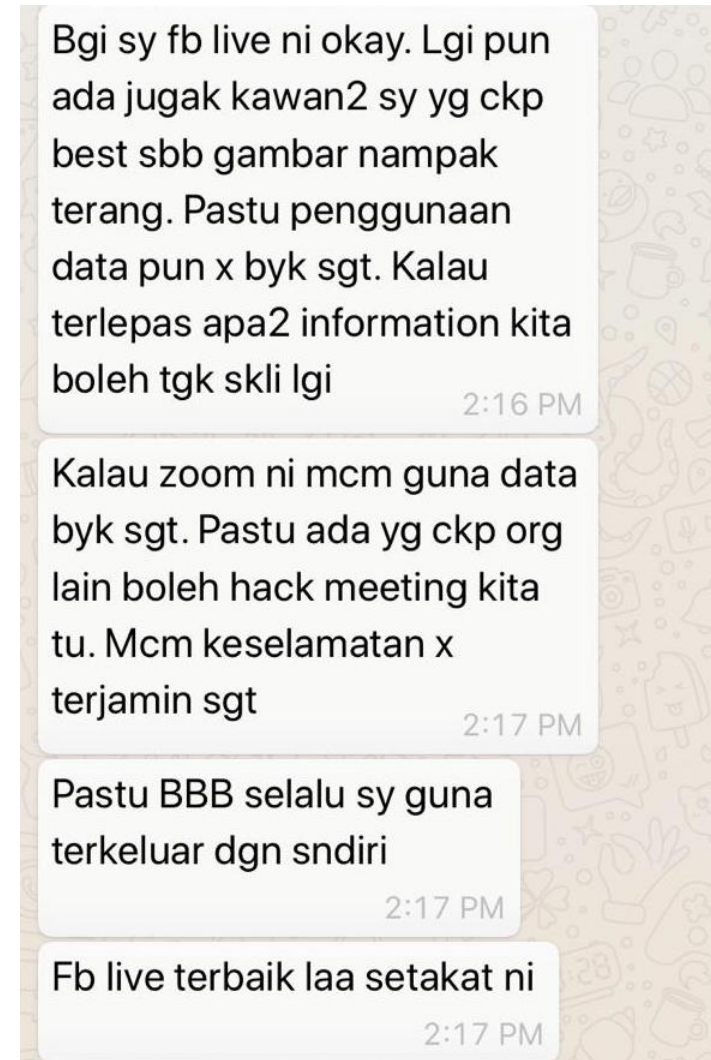 Bgi sy fb live ni okay. Lgi pun
ada jugak kawan2 sy yg ckp
best sbb gambar nampak
terang. Pastu penggunaan
data pun x byk sgt. Kalau
terlepas apa2 information kita
boleh tgk skli lgi
2:16 PM
Kalau zoom ni mcm guna data
byk sgt. Pastu ada yg ckp org
lain boleh hack meeting kita
tu. Mcm keselamatan x
terjamin sgt
2:17 PM
Pastu BBB selalu sy guna
terkeluar dgn sndiri
2:17 PM
Fb live terbaik laa setakat ni
2:17 PM